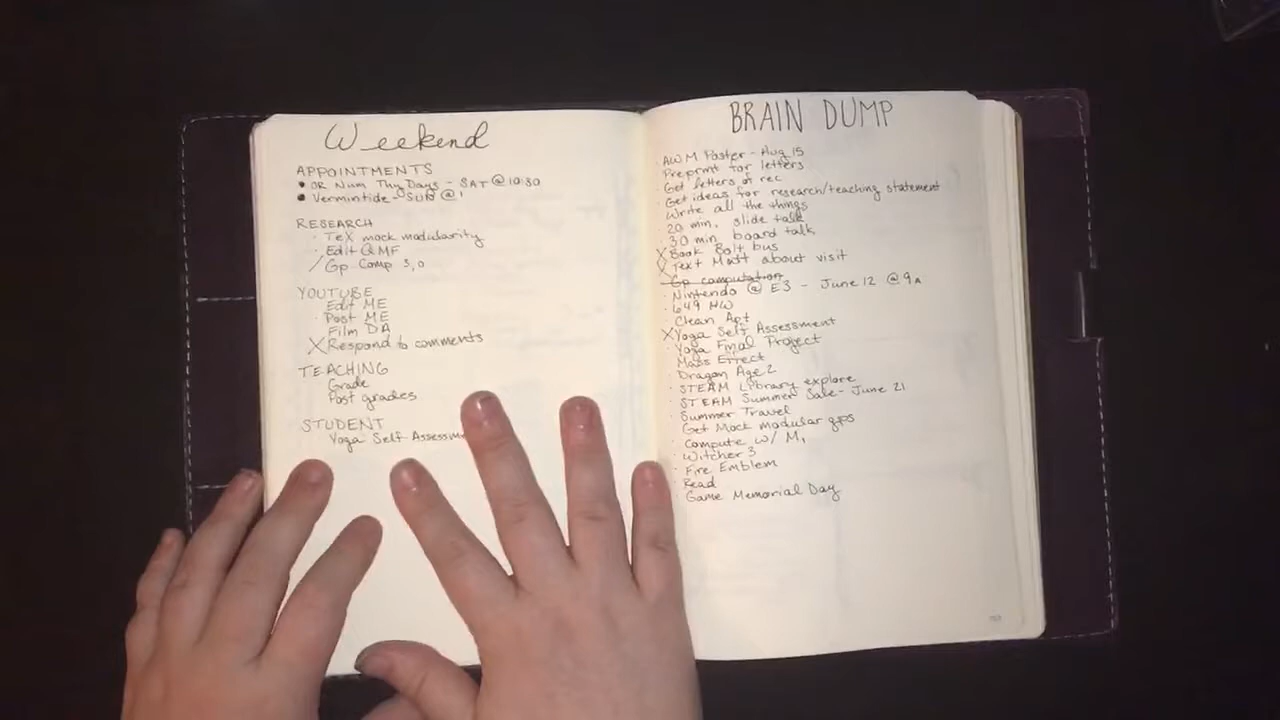 Weekend
APPOINTMENTS
• OR Num Thy Days - SAT @ 10:30
• Vermintide - SUN @ 1
RESEARCH
· TeX mock modularity
· Edit QMF
/ Gp Comp 3,0
YOUTUBE
· Edit ME
· Post ME
· Film DA
X Respond to comments
TEACHING
· Grade
· Post grades
STUDENT
· Yoga Self Assessm
BRAIN DUMP
· AWM Poster - Aug 15
· Preprint for letters
· Get letters of rec
· Get ideas for research/teaching statement
· Write all the things
· 20 min. slide talk
· 30 min board talk
X Book Bolt bus
X Text Matt about visit
· Gp computation
· Nintendo @ E3 - June 12 @ 9A
· 649 HW
· Clean Apt
X Yoga Self Assessment
· Yoga Final Project
· Mass Effect
· Dragon Age 2
· STEAM Library explore
· STEAM Summer Sale - June 21
· Summer Travel
· Get Mock modular gps
· Compute w/ M,
· Witcher 3
· Fire Emblem
· Read
· Game Memorial Day